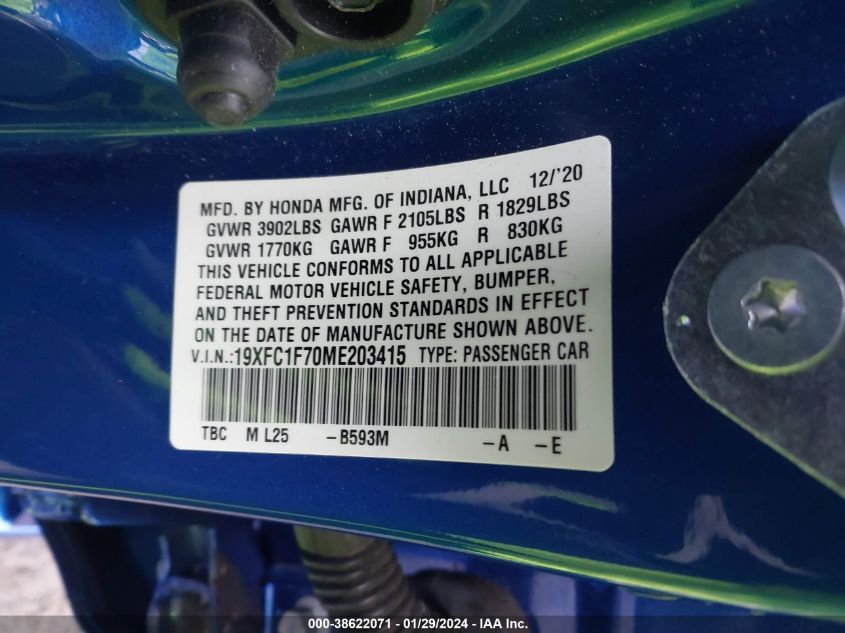 MFD. BY HONDA MFG. OF INDIANA, LLC 12/'20
GVWR 3902LBS GAWR F 2105LBS R 1829LBS
GVWR 1770KG GAWR F 955KG R 830KG
THIS VEHICLE CONFORMS TO ALL APPLICABLE
FEDERAL MOTOR VEHICLE SAFETY, BUMPER,
AND THEFT PREVENTION STANDARDS IN EFFECT
ON THE DATE OF MANUFACTURE SHOWN ABOVE.
V.I.N.:19XFC1F70ME203415 TYPE: PASSENGER CAR
TBC M L25 -B593M -A -E
000-38622071 - 01/29/2024 - IAA Inc.